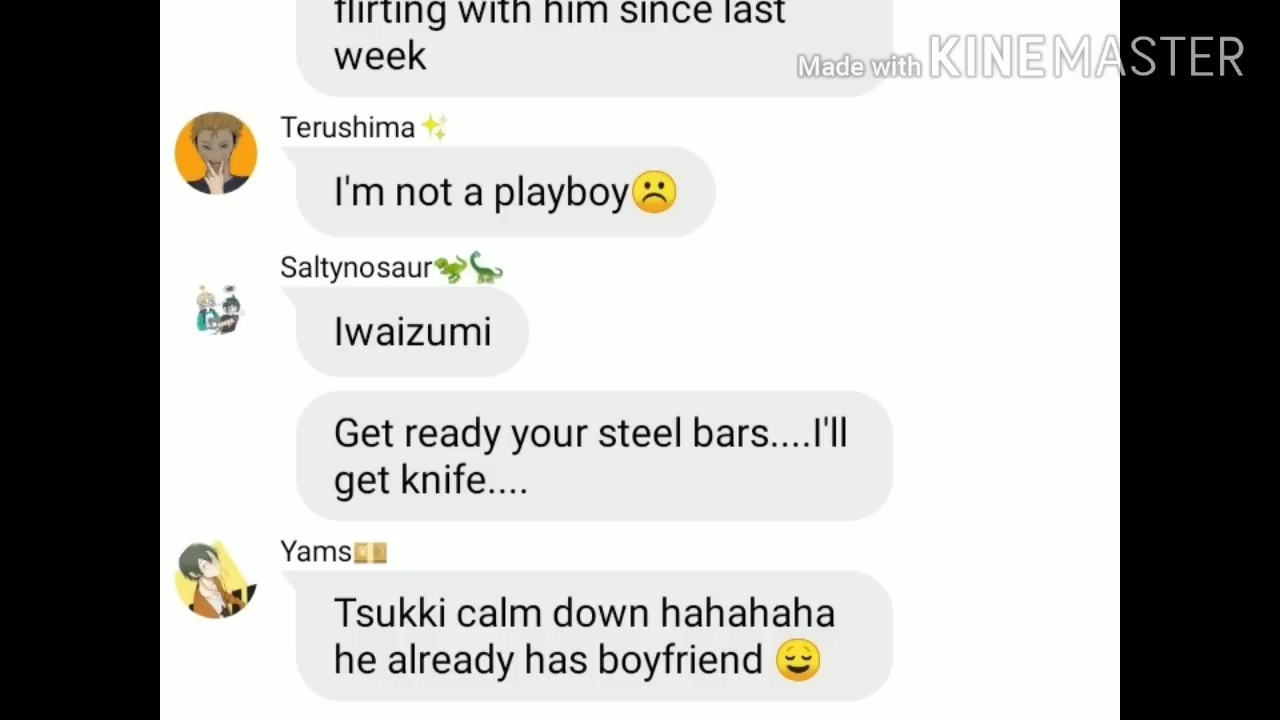 flirting with him since last
week
Made with KINEMASTER
Terushima✨
I'm not a playboy☹️
Saltynosaur🦖🦕
Iwaizumi
Get ready your steel bars....I'll
get knife....
Yams💴
Tsukki calm down hahahaha
he already has boyfriend 😌